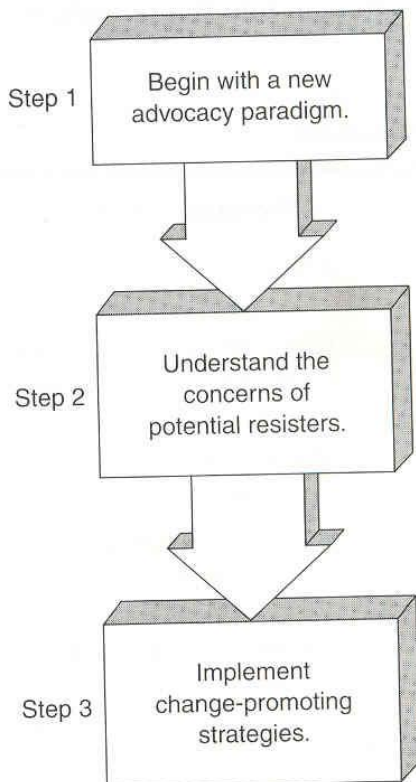 Step 1
Begin with a new
advocacy paradigm.
Step 2
Understand the
concerns of
potential resisters.
Step 3
Implement
change-promoting
strategies.